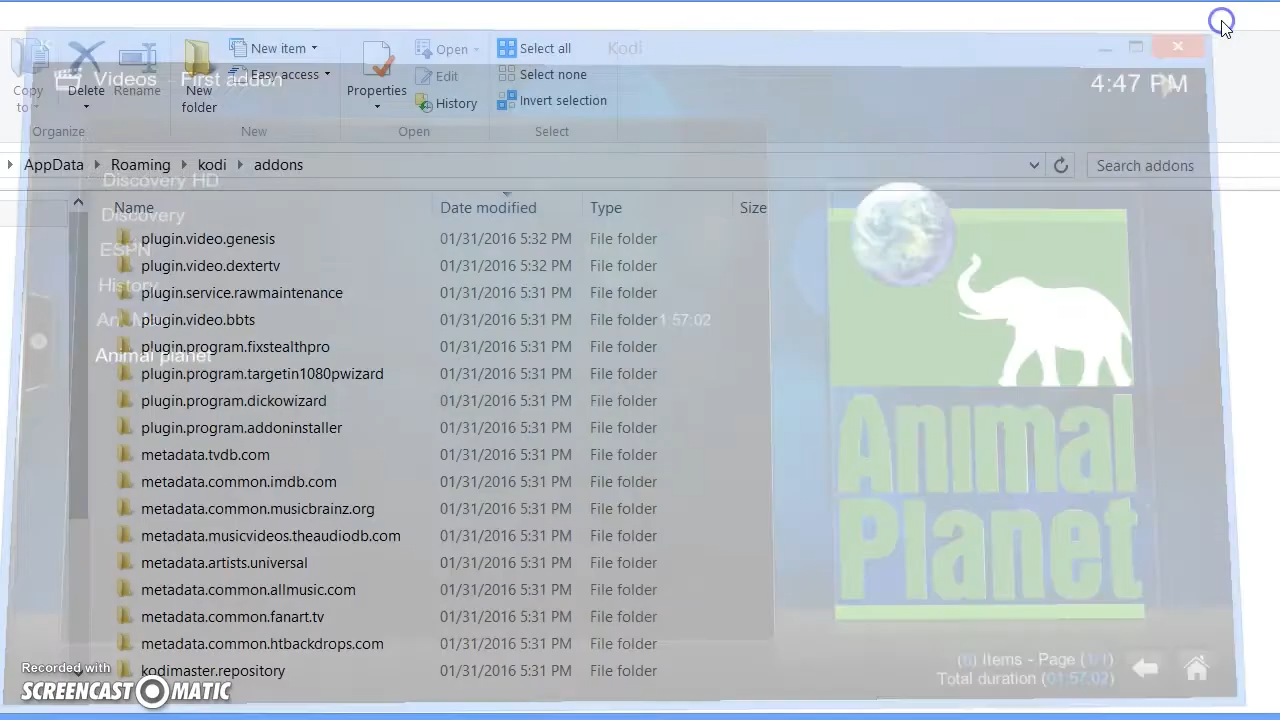 Kodi
New item
Open
Select all
Videos First addon
4:47 PM
Easy access
Edit
Select none
Copy to
Delete
Rename
New folder
Properties
History
Invert selection
Organize
New
Open
Select
AppData Roaming kodi addons
Search addons
Discovery HD
Name Date modified Type Size
Discovery
plugin.video.genesis 01/31/2016 5:32 PM File folder
ESPN
plugin.video.dextertv 01/31/2016 5:32 PM File folder
History
plugin.service.rawmaintenance 01/31/2016 5:31 PM File folder
plugin.video.bbts 01/31/2016 5:31 PM File folder
1:57:02
plugin.program.fixstealthpro 01/31/2016 5:31 PM File folder
Animal planet
plugin.program.targetin1080pwizard 01/31/2016 5:31 PM File folder
plugin.program.dickowizard 01/31/2016 5:31 PM File folder
plugin.program.addoninstaller 01/31/2016 5:31 PM File folder
metadata.tvdb.com 01/31/2016 5:31 PM File folder
metadata.common.imdb.com 01/31/2016 5:31 PM File folder
metadata.common.musicbrainz.org 01/31/2016 5:31 PM File folder
metadata.musicvideos.theaudiodb.com 01/31/2016 5:31 PM File folder
metadata.artists.universal 01/31/2016 5:31 PM File folder
metadata.common.allmusic.com 01/31/2016 5:31 PM File folder
metadata.common.fanart.tv 01/31/2016 5:31 PM File folder
metadata.common.htbackdrops.com 01/31/2016 5:31 PM File folder
kodimaster.repository 01/31/2016 5:31 PM File folder
Animal
Planet
(6) Items - Page (1/1)
Total duration (01:57:02)
Recorded with
SCREENCAST MATIC